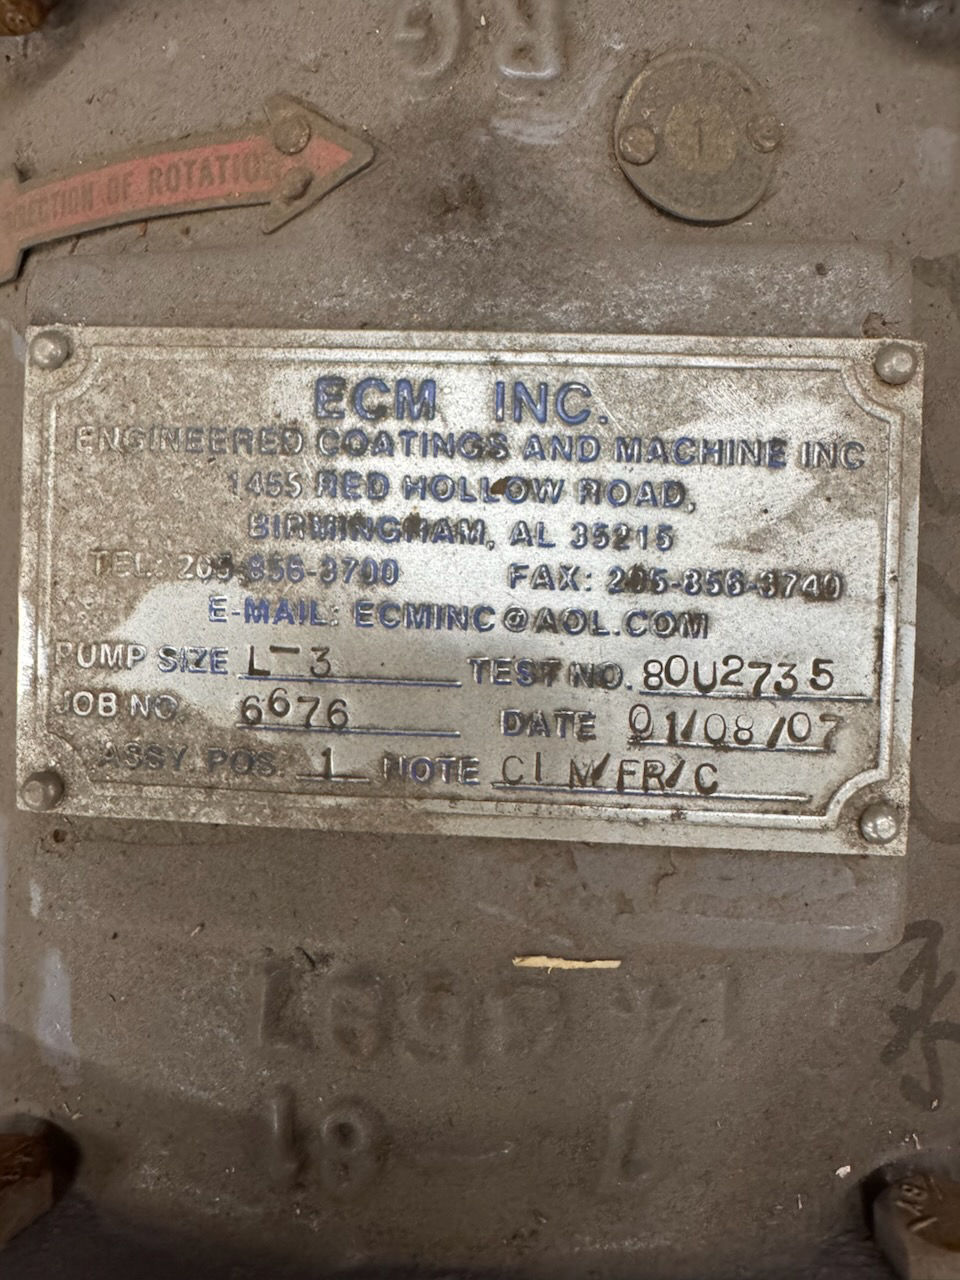 DIRECTION OF ROTATION
1
ECM INC.
ENGINEERED COATINGS AND MACHINE INC
1455 RED HOLLOW ROAD,
BIRMINGHAM, AL 35215
TEL: 205-856-3700 FAX: 205-856-3740
E-MAIL: ECMINC@AOL.COM
PUMP SIZE L-3 TEST NO. 80U2735
JOB NO. 6676 DATE 01/08/07
ASSY. POS. 1 NOTE CI M/FR/C